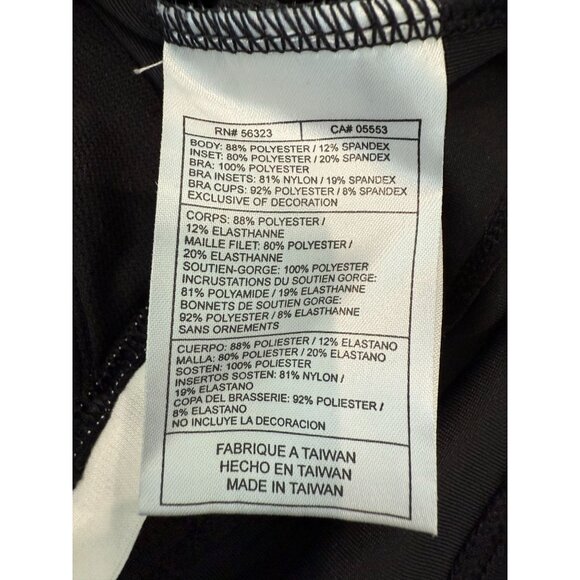 RN# 56323 CA# 05553
BODY: 88% POLYESTER / 12% SPANDEX
INSET: 80% POLYESTER / 20% SPANDEX
BRA: 100% POLYESTER
BRA INSETS: 81% NYLON / 19% SPANDEX
BRA CUPS: 92% POLYESTER / 8% SPANDEX
EXCLUSIVE OF DECORATION
CORPS: 88% POLYESTER /
12% ELASTHANNE
MAILLE FILET: 80% POLYESTER /
20% ELASTHANNE
SOUTIEN-GORGE: 100% POLYESTER
INCRUSTATIONS DU SOUTIEN GORGE:
81% POLYAMIDE / 19% ELASTHANNE
BONNETS DE SOUTIEN GORGE:
92% POLYESTER / 8% ELASTHANNE
SANS ORNEMENTS
CUERPO: 88% POLIESTER / 12% ELASTANO
MALLA: 80% POLIESTER / 20% ELASTANO
SOSTEN: 100% POLIESTER
INSERTOS SOSTEN: 81% NYLON /
19% ELASTANO
COPA DEL BRASSERIE: 92% POLIESTER /
8% ELASTANO
NO INCLUYE LA DECORACION
FABRIQUE A TAIWAN
HECHO EN TAIWAN
MADE IN TAIWAN